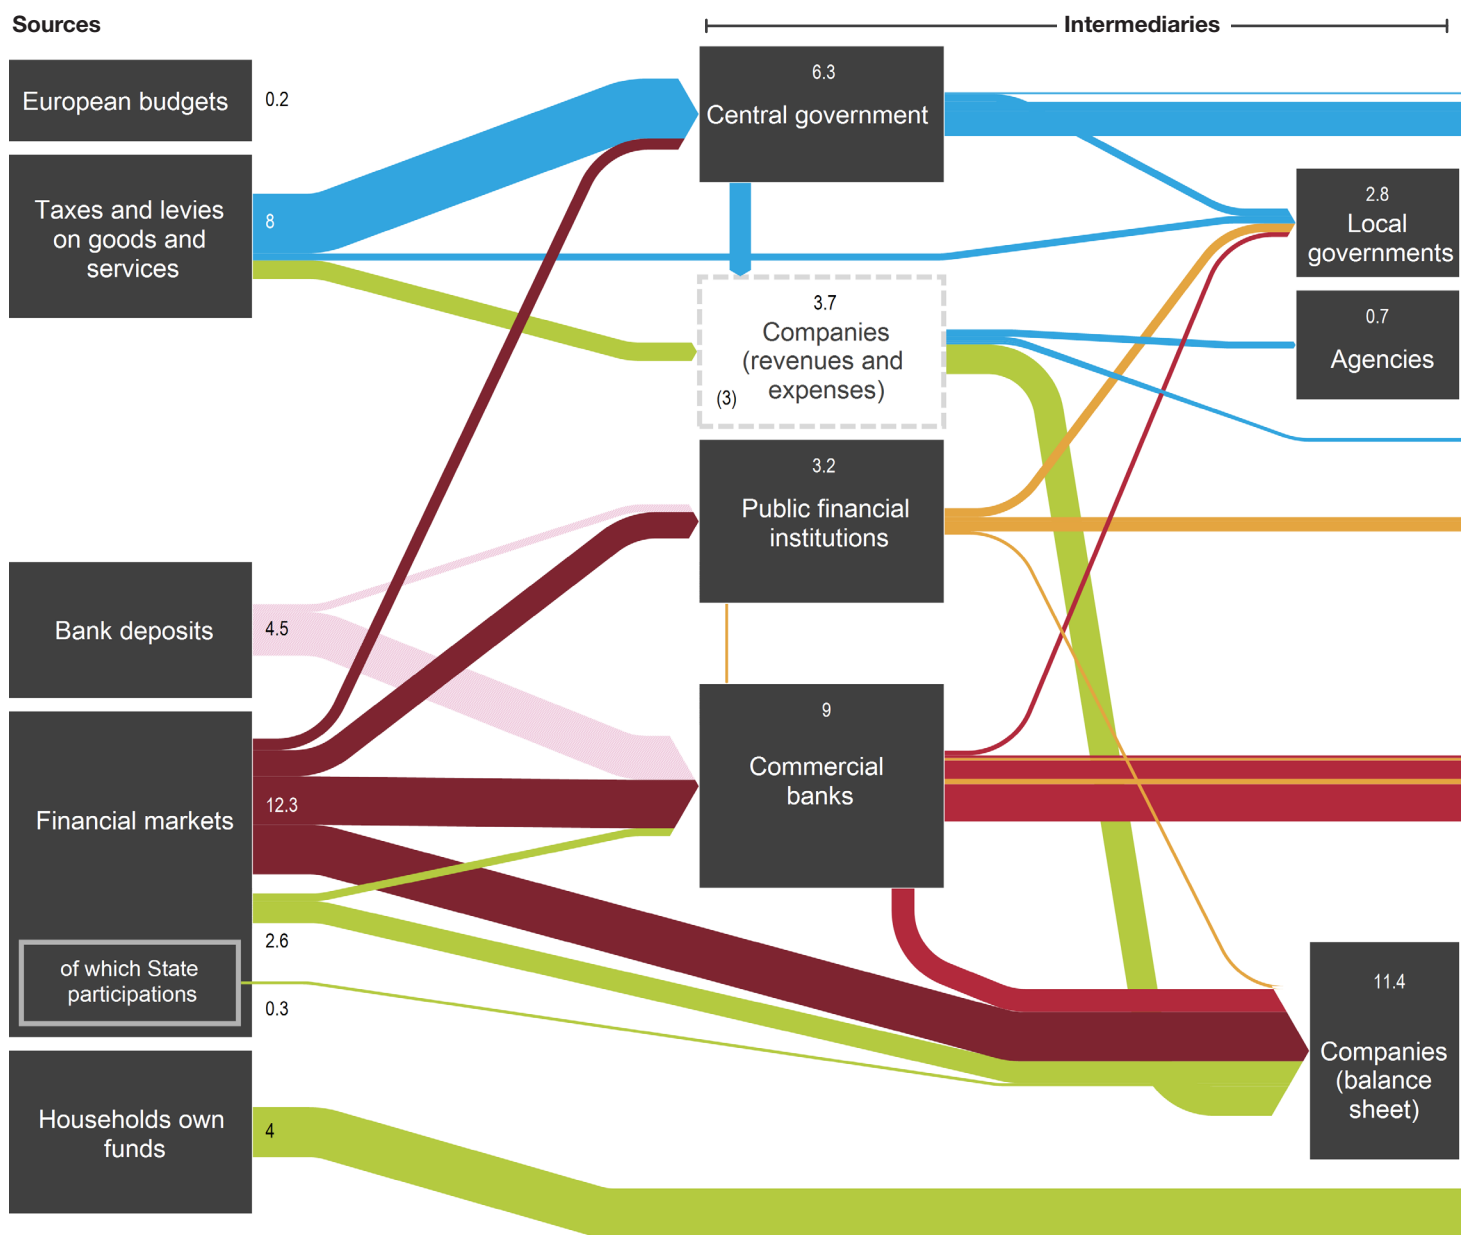 Sources
Intermediaries
European budgets
0.2
6.3
Central government
Taxes and levies
on goods and
services
8
2.8
Local
governments
3.7
Companies
(revenues and
expenses)
(3)
0.7
Agencies
3.2
Public financial
institutions
Bank deposits
4.5
9
Commercial
banks
Financial markets
12.3
2.6
of which State
participations
0.3
11.4
Companies
(balance
sheet)
Households own
funds
4